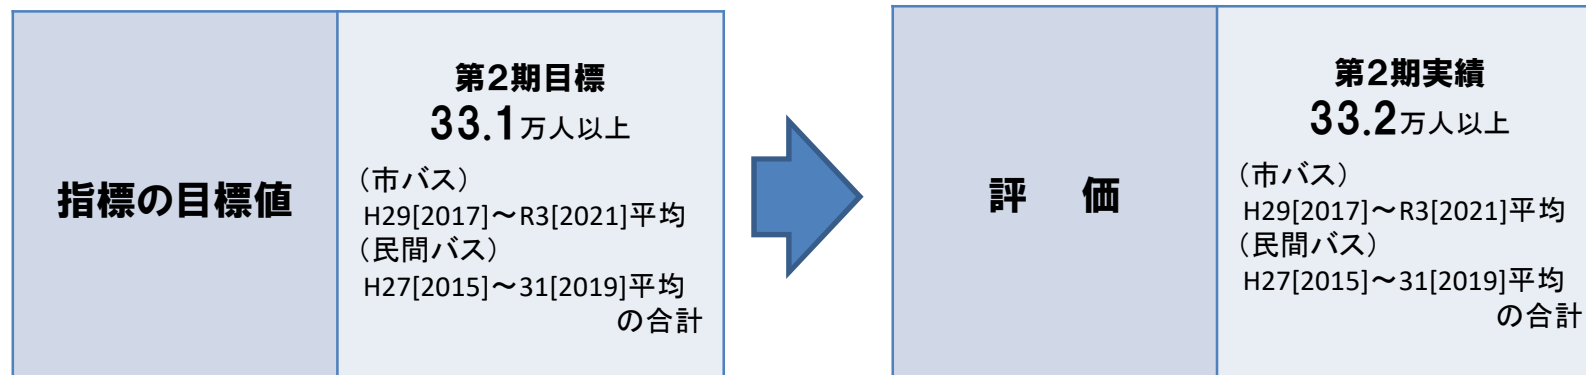 指標の目標値
第2期目標
33.1万人以上
（市バス）
H29[2017]～R3[2021]平均
（民間バス）
H27[2015]～31[2019]平均
の合計
評　価
第2期実績
33.2万人以上
（市バス）
H29[2017]～R3[2021]平均
（民間バス）
H27[2015]～31[2019]平均
の合計